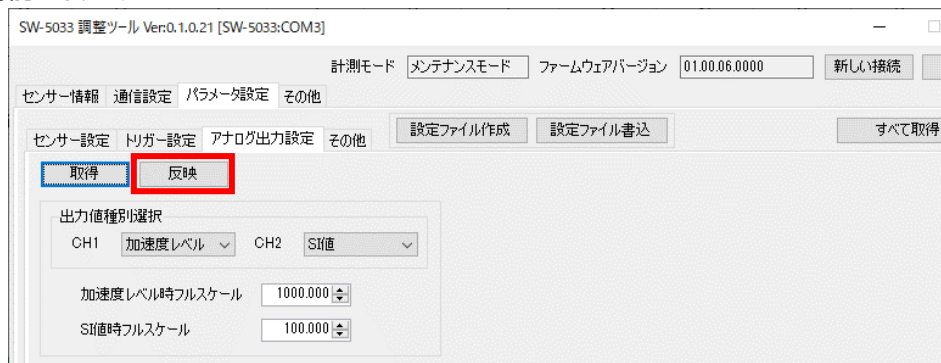 SW-5033 調整ツール Ver:0.1.0.21 [SW-5033:COM3]
計測モード メンテナンスモード ファームウェアバージョン 01.00.06.0000 新しい接続
センサー情報 通信設定 パラメータ設定 その他
センサー設定 トリガー設定 アナログ出力設定 その他 設定ファイル作成 設定ファイル書込 すべて取得
取得 反映
出力値種別選択
CH1 加速度レベル CH2 SI値
加速度レベル時フルスケール 1000.000
SI値時フルスケール 100.000